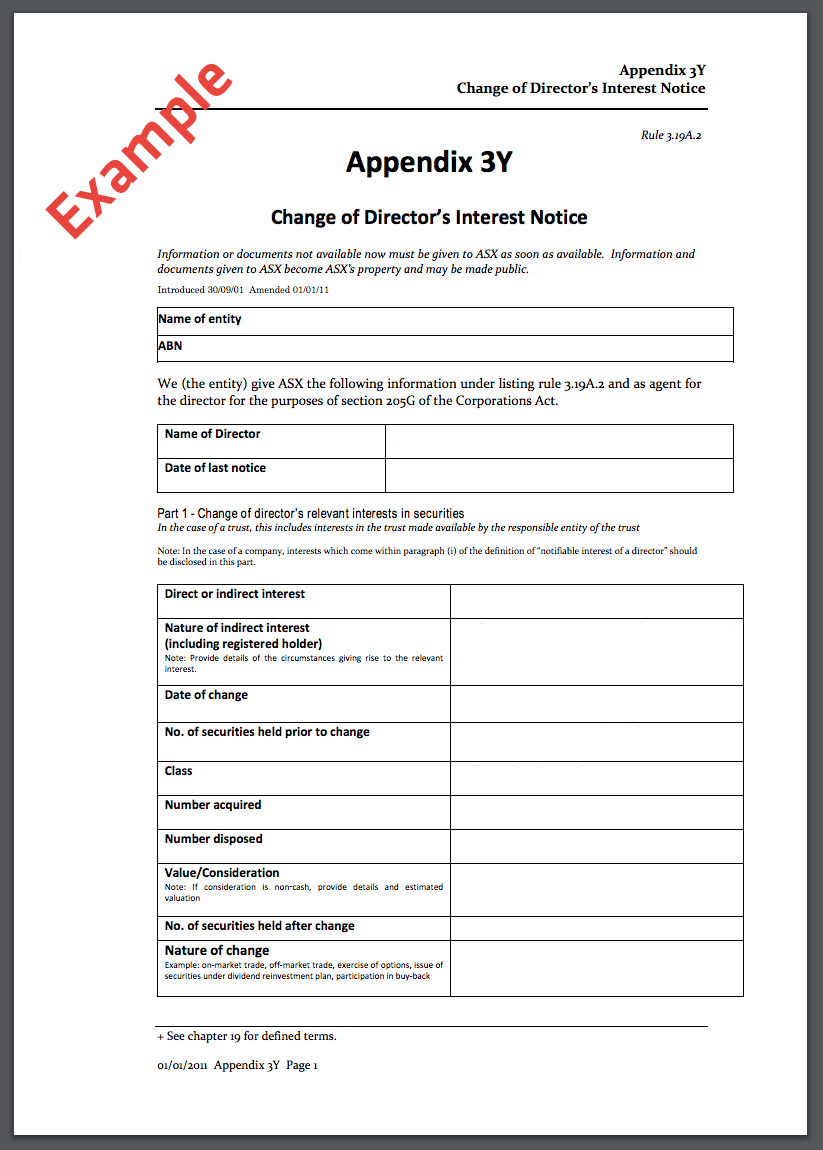 Example
Appendix 3Y
Change of Director’s Interest Notice
Rule 3.19A.2
Appendix 3Y
Change of Director’s Interest Notice
Information or documents not available now must be given to ASX as soon as available.  Information and
documents given to ASX become ASX’s property and may be made public.
Introduced 30/09/01  Amended 01/01/11
Name of entity
ABN
We (the entity) give ASX the following information under listing rule 3.19A.2 and as agent for
the director for the purposes of section 205G of the Corporations Act.
Name of Director
Date of last notice
Part 1 - Change of director’s relevant interests in securities
In the case of a trust, this includes interests in the trust made available by the responsible entity of the trust
Note: In the case of a company, interests which come within paragraph (i) of the definition of “notifiable interest of a director” should
be disclosed in this part.
Direct or indirect interest
Nature of indirect interest
(including registered holder)
Note: Provide details of the circumstances giving rise to the relevant
interest.
Date of change
No. of securities held prior to change
Class
Number acquired
Number disposed
Value/Consideration
Note: If consideration is non-cash, provide details and estimated
valuation
No. of securities held after change
Nature of change
Example: on-market trade, off-market trade, exercise of options, issue of
securities under dividend reinvestment plan, participation in buy-back
+ See chapter 19 for defined terms.
01/01/2011  Appendix 3Y  Page 1